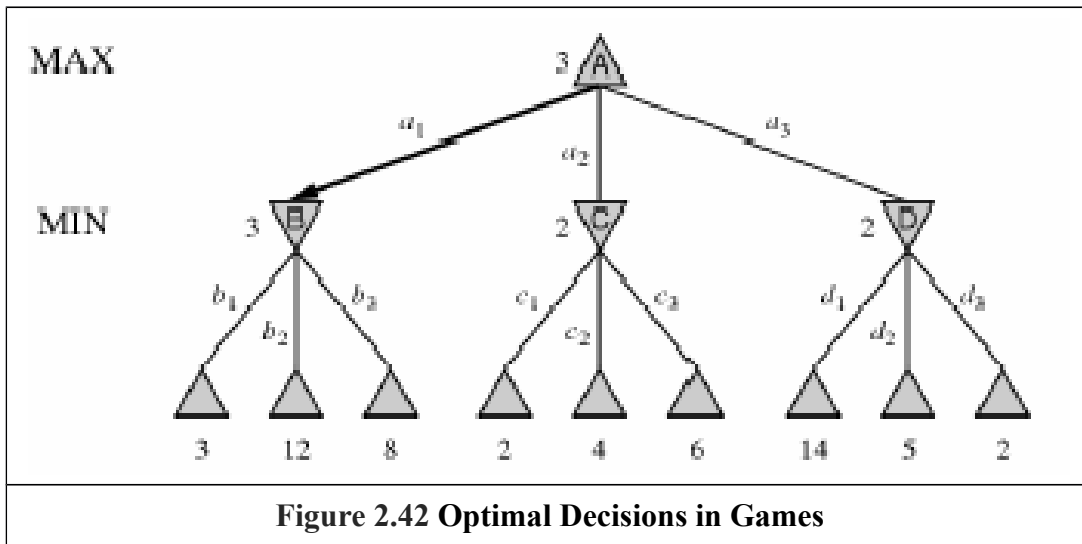 MAX
3 A
a1 a2 a3
MIN
3 B 2 C 2 D
b1 b2 b3 c1 c2 c3 d1 d2 d3
3 12 8 2 4 6 14 5 2
Figure 2.42 Optimal Decisions in Games